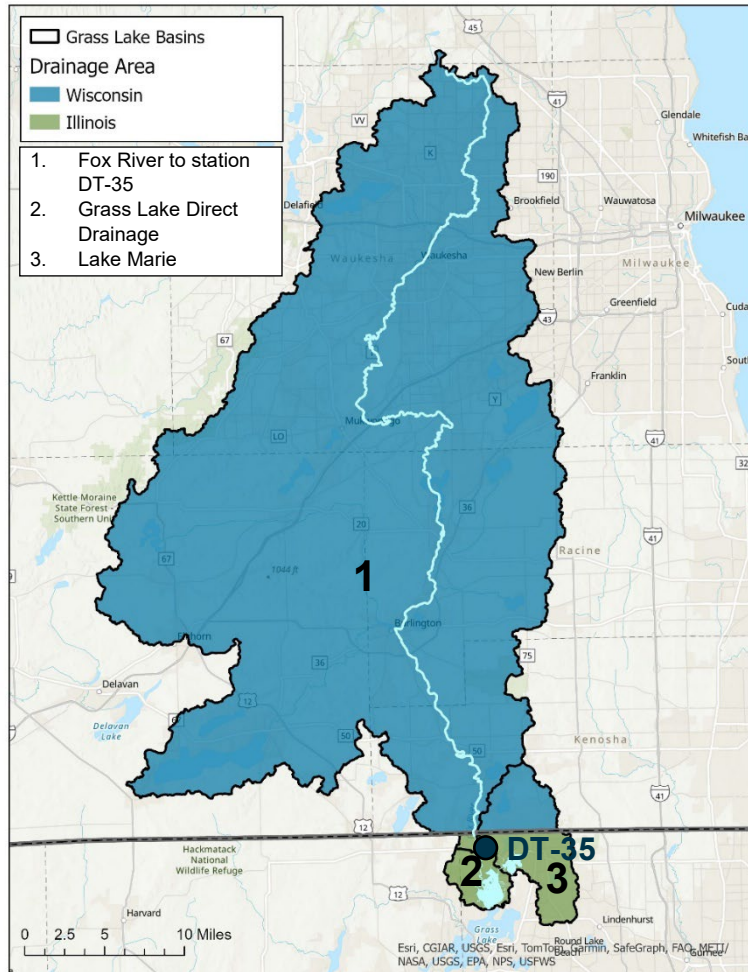 Grass Lake Basins
Drainage Area
Wisconsin
Illinois
1. Fox River to station
DT-35
2. Grass Lake Direct
Drainage
3. Lake Marie
45
41
VV
Glendale
Whitefish Ba
K
190
Delafield
Brookfield
Wauwatosa
Milwaukee
Waukesha
Waukesha
Milwaukee
New Berlin
Greenfield
Cuda
43
67
Franklin
South
Y
LO
Mukwonago
41
32
Kettle Moraine
State Forest -
Southern Uni
36
20
41
67
Racine
1044 ft
1
Burlington
Elkhorn
75
36
Delavan
12
Delavan
Lake
50
50
Kenosha
41
12
DT-35
Hackmatack
National
Wildlife Refuge
2
3
12
Harvard
Grass
Lake
Lindenhurst
0 2.5 5 10 Miles
Round Lake
Beach
Gurnee
Esri, CGIAR, USGS, Esri, TomTom, Garmin, SafeGraph, FAO, METI/
NASA, USGS, EPA, NPS, USFWS